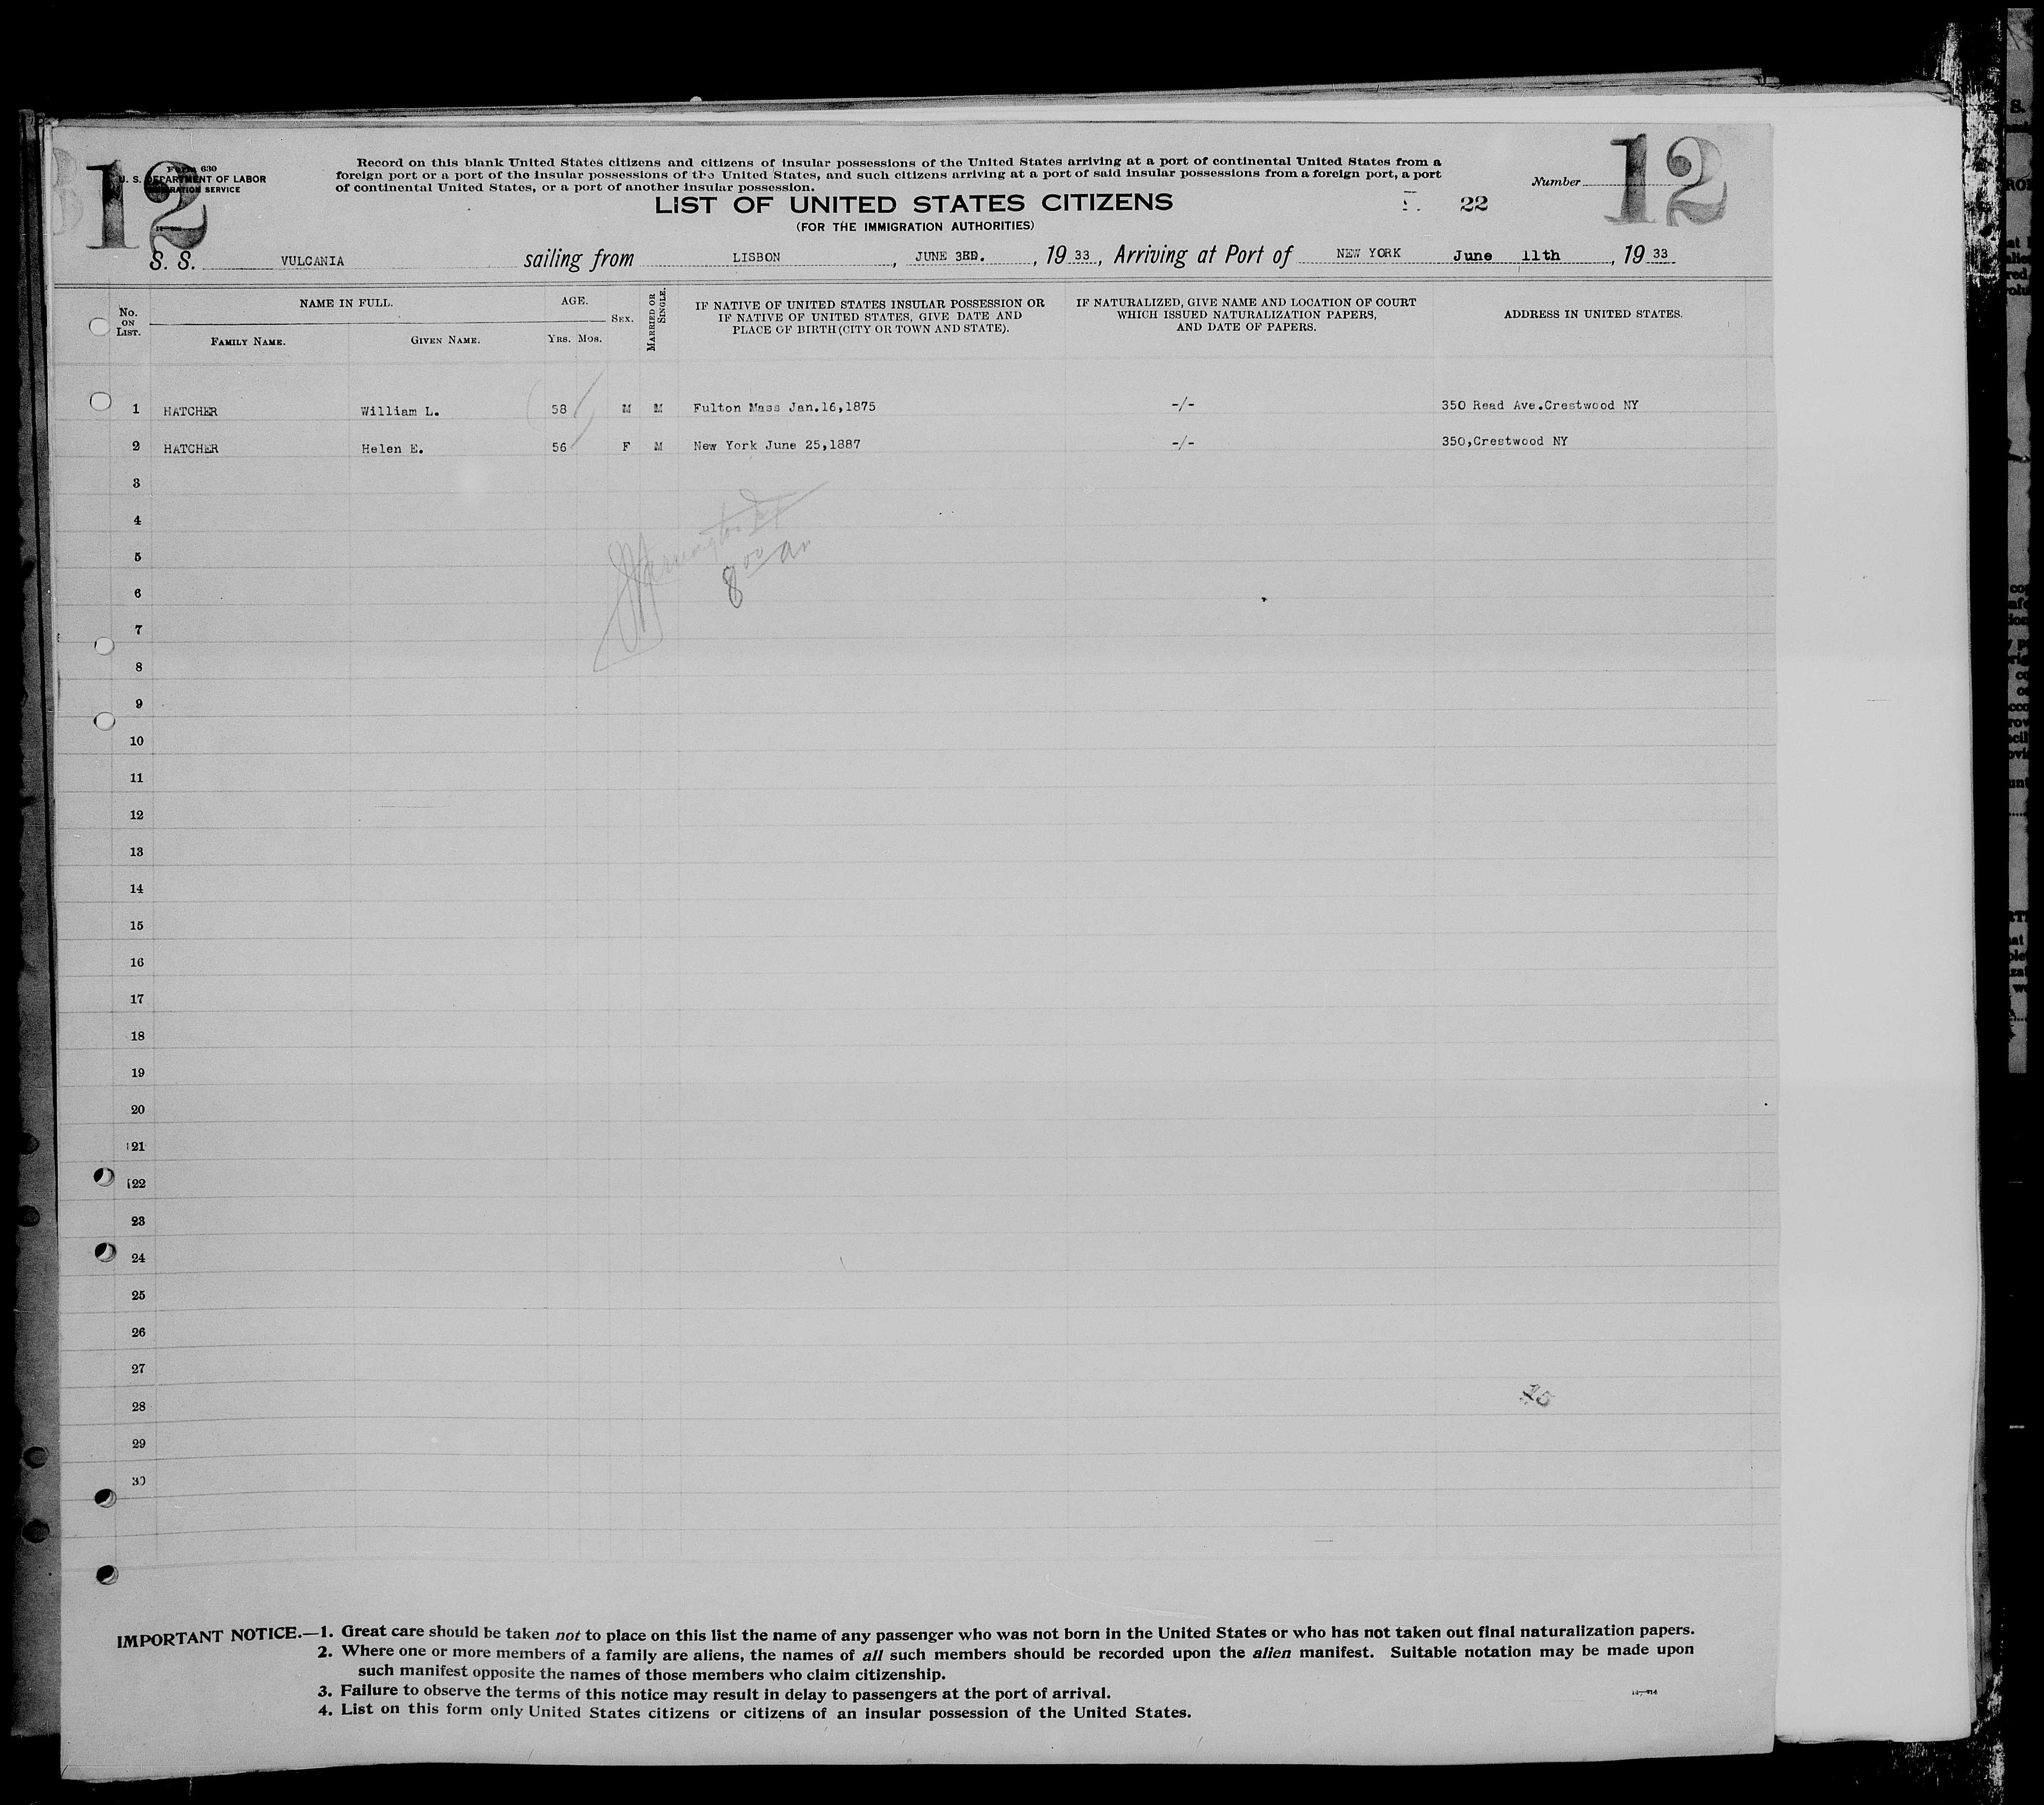 12
Form 630
U. S. DEPARTMENT OF LABOR
IMMIGRATION SERVICE
Record on this blank United States citizens and citizens of insular possessions of the United States arriving at a port of continental United States from a
foreign port or a port of the insular possessions of the United States, and such citizens arriving at a port of said insular possessions from a foreign port, a port
of continental United States, or a port of another insular possession.
Number
12
LIST OF UNITED STATES CITIZENS
22
(FOR THE IMMIGRATION AUTHORITIES)
S. S. VULCANIA sailing from LISBON, JUNE 3RD., 19 33, Arriving at Port of NEW YORK June 11th, 19 33
No. ON LIST.
NAME IN FULL.
FAMILY NAME. GIVEN NAME.
AGE.
YRS. MOS.
SEX.
MARRIED OR SINGLE.
IF NATIVE OF UNITED STATES INSULAR POSSESSION OR
IF NATIVE OF UNITED STATES, GIVE DATE AND
PLACE OF BIRTH (CITY OR TOWN AND STATE).
IF NATURALIZED, GIVE NAME AND LOCATION OF COURT
WHICH ISSUED NATURALIZATION PAPERS,
AND DATE OF PAPERS.
ADDRESS IN UNITED STATES.
1 HATCHER William L. 58 M M Fulton Mass Jan.16,1875 -/- 350 Read Ave.Crestwood NY
2 HATCHER Helen E. 56 F M New York June 25,1887 -/- 350,Crestwood NY
3
4
5
8 00 am
6
7
8
9
10
11
12
13
14
15
16
17
18
19
20
21
22
23
24
25
26
27
28
15
29
30
IMPORTANT NOTICE.—1. Great care should be taken not to place on this list the name of any passenger who was not born in the United States or who has not taken out final naturalization papers.
2. Where one or more members of a family are aliens, the names of all such members should be recorded upon the alien manifest. Suitable notation may be made upon
such manifest opposite the names of those members who claim citizenship.
3. Failure to observe the terms of this notice may result in delay to passengers at the port of arrival.
4. List on this form only United States citizens or citizens of an insular possession of the United States.